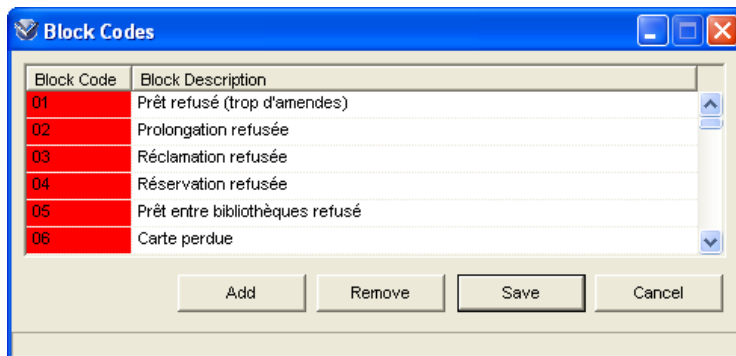 Block Codes
Block Code Block Description
01 Prêt refusé (trop d'amendes)
02 Prolongation refusée
03 Réclamation refusée
04 Réservation refusée
05 Prêt entre bibliothèques refusé
06 Carte perdue
Add Remove Save Cancel